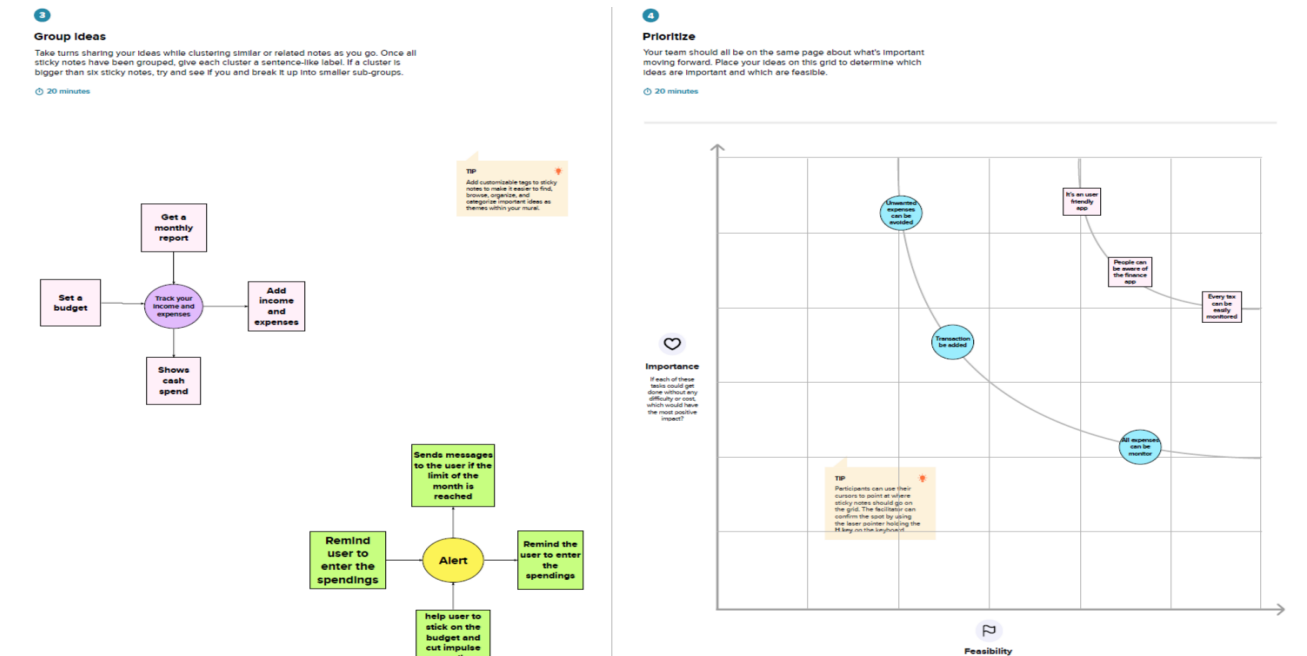 3
Group ideas
Take turns sharing your ideas while clustering similar or related notes as you go. Once all
sticky notes have been grouped, give each cluster a sentence-like label. If a cluster is
bigger than six sticky notes, try and see if you and break it up into smaller sub-groups.
20 minutes
TIP
Add customizable tags to sticky
notes to make it easier to find,
browse, organize, and
categorize important ideas as
themes within your mural.
Get a
monthly
report
Set a
budget
Track your
income and
expenses
Add
income
and
expenses
Shows
cash
spend
Sends messages
to the user if the
limit of the
month is
reached
Remind
user to
enter the
spendings
Alert
Remind the
user to enter
the
spendings
help user to
stick on the
budget and
cut impulse
4
Prioritize
Your team should all be on the same page about what's important
moving forward. Place your ideas on this grid to determine which
ideas are important and which are feasible.
20 minutes
Unwanted
expenses
can be
avoided
It's an user
friendly
app
People can
be aware of
the finance
app
Every tax
can be
easily
monitored
Transaction
be added
All expenses
can be
monitor
Importance
If each of these
tasks could get
done without any
difficulty or cost,
which would have
the most positive
impact?
TIP
Participants can use their
cursors to point at where
sticky notes should go on
the grid. The facilitator can
confirm the spot by using
the laser pointer holding the
H key on the keyboard.
Feasibility